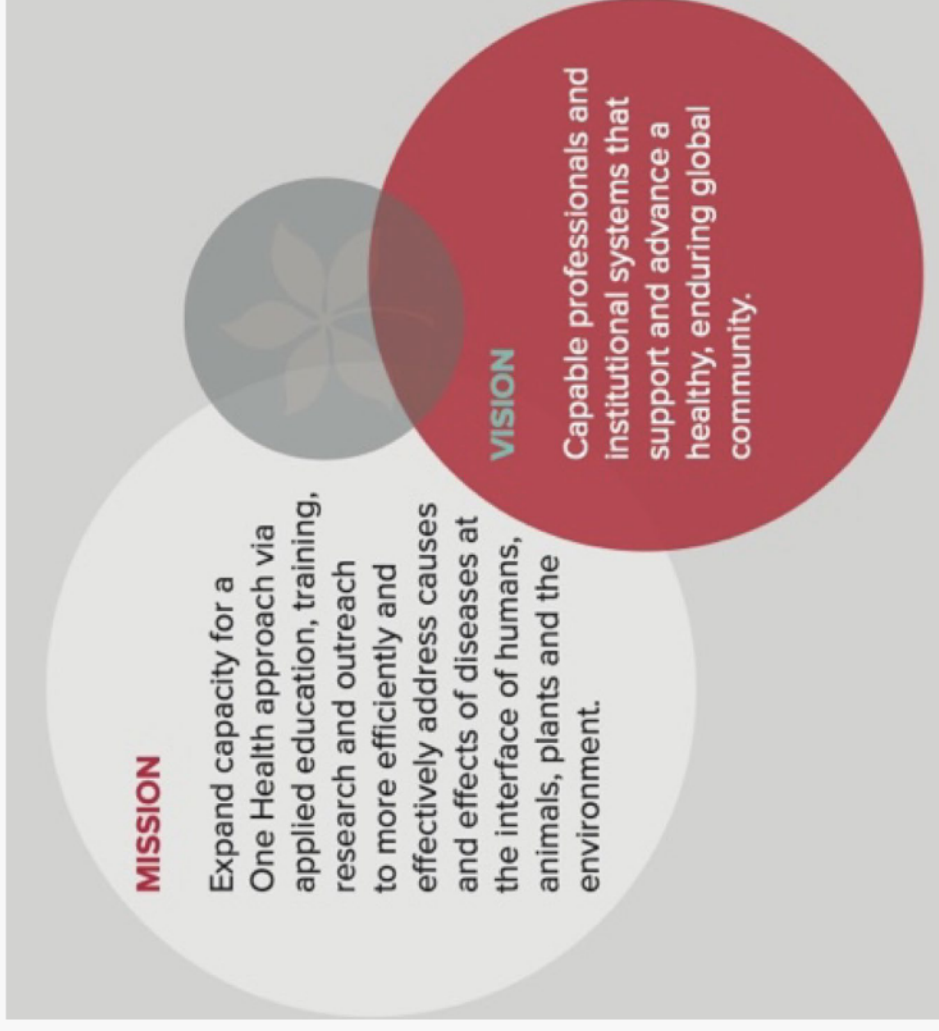 MISSION
Expand capacity for a
One Health approach via
applied education, training,
research and outreach
to more efficiently and
effectively address causes
and effects of diseases at
the interface of humans,
animals, plants and the
environment.
VISION
Capable professionals and
institutional systems that
support and advance a
healthy, enduring global
community.